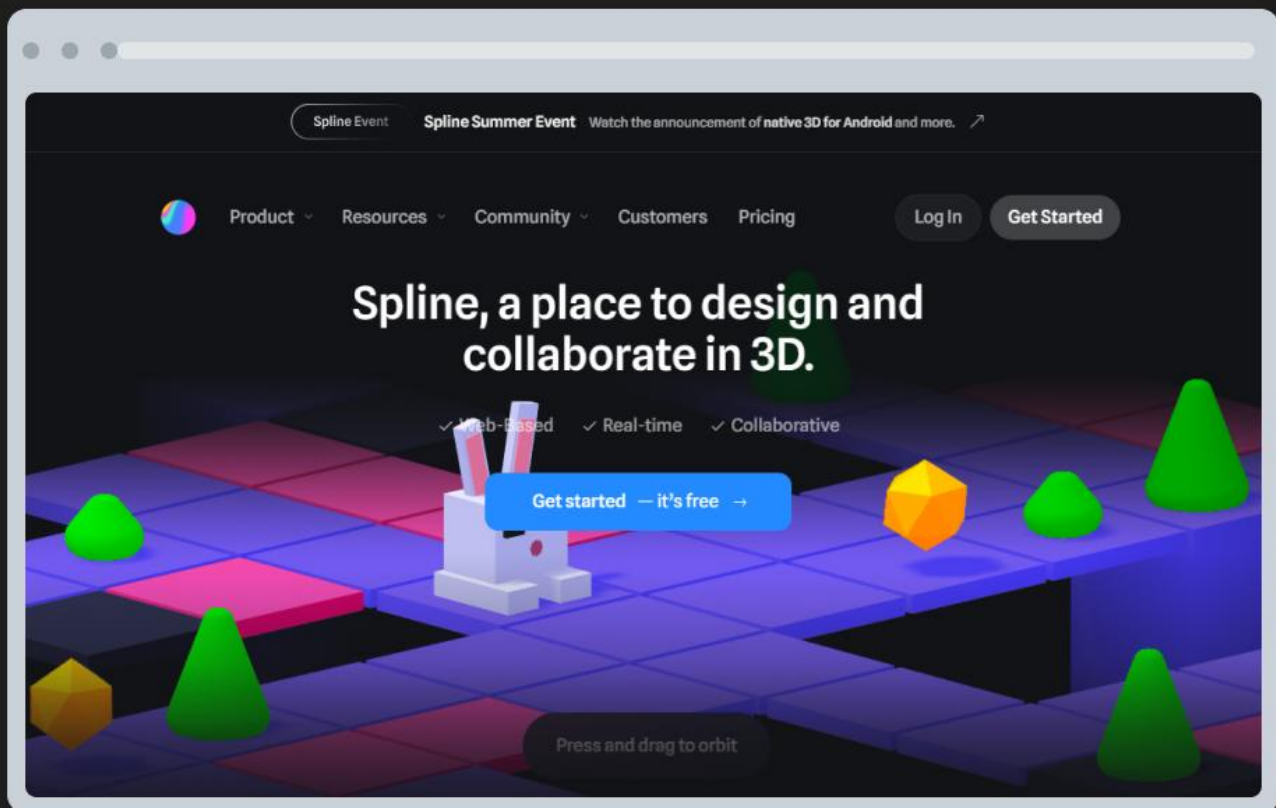 Spline Event Spline Summer Event Watch the announcement of native 3D for Android and more. ↗
Product Resources Community Customers Pricing Log In Get Started
Spline, a place to design and
collaborate in 3D.
✓ Web-Based ✓ Real-time ✓ Collaborative
Get started — it's free →
Press and drag to orbit